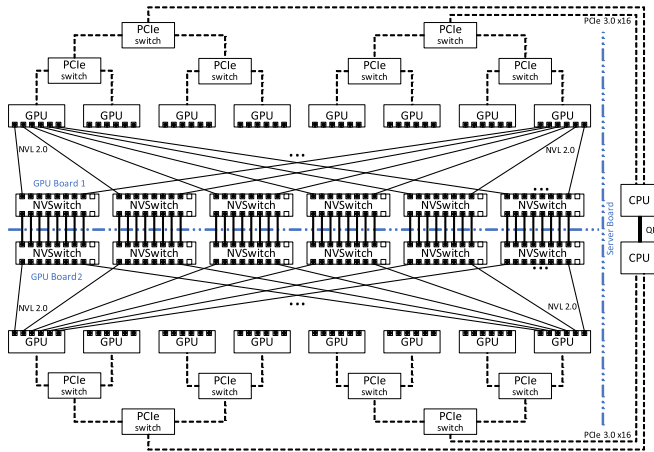 PCIe 3.0 x16
PCIe
switch
PCIe
switch
PCIe
switch
PCIe
switch
PCIe
switch
PCIe
switch
GPU
GPU
GPU
GPU
GPU
GPU
GPU
GPU
NVL 2.0
...
NVL 2.0
GPU Board 1
...
NVSwitch
NVSwitch
NVSwitch
NVSwitch
NVSwitch
NVSwitch
CPU
Server Board
NVSwitch
NVSwitch
NVSwitch
NVSwitch
NVSwitch
NVSwitch
CPU
GPU Board2
...
NVL 2.0
...
NVL 2.0
GPU
GPU
GPU
GPU
GPU
GPU
GPU
GPU
PCIe
switch
PCIe
switch
PCIe
switch
PCIe
switch
PCIe
switch
PCIe
switch
PCIe 3.0 x16